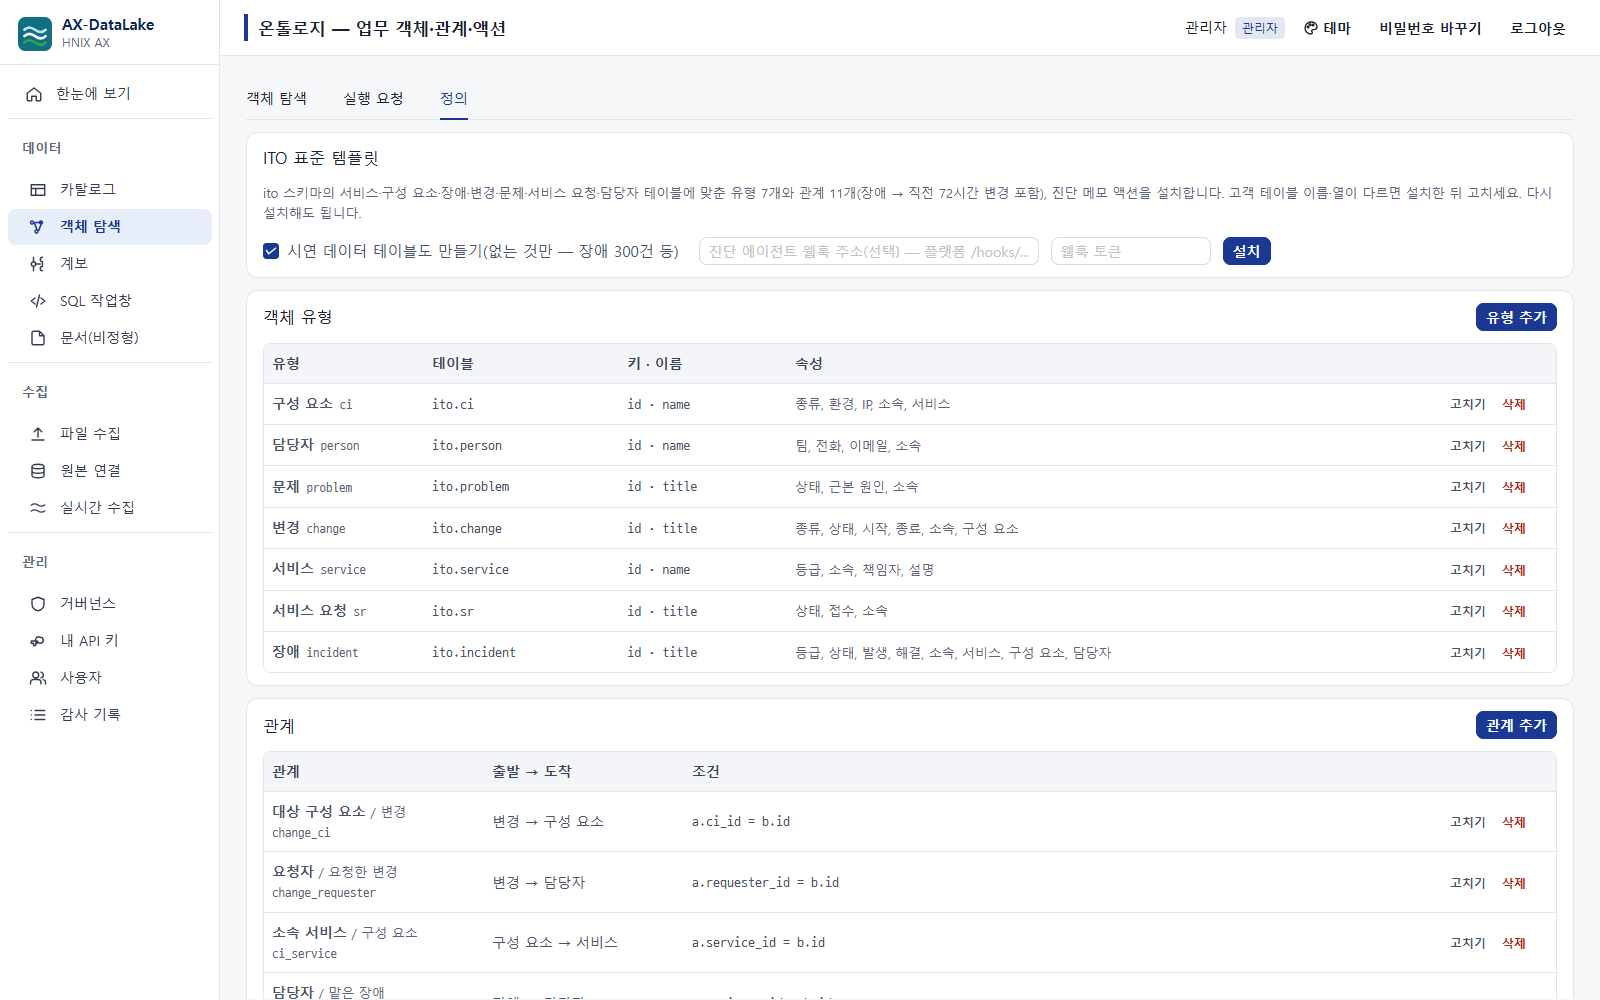 AX-DataLake
HNIX AX
한눈에 보기
데이터
카탈로그
객체 탐색
계보
SQL 작업창
문서(비정형)
수집
파일 수집
원본 연결
실시간 수집
관리
거버넌스
내 API 키
사용자
감사 기록
온톨로지 — 업무 객체·관계·액션
관리자 관리자 테마 비밀번호 바꾸기 로그아웃
객체 탐색 실행 요청 정의
ITO 표준 템플릿
ito 스키마의 서비스·구성 요소·장애·변경·문제·서비스 요청·담당자 테이블에 맞춘 유형 7개와 관계 11개(장애 → 직전 72시간 변경 포함), 진단 메모 액션을 설치합니다. 고객 테이블 이름·열이 다르면 설치한 뒤 고치세요. 다시
설치해도 됩니다.
시연 데이터 테이블도 만들기(없는 것만 — 장애 300건 등) 진단 에이전트 웹훅 주소(선택) — 플랫폼 /hooks/... 웹훅 토큰 설치
객체 유형 유형 추가
유형 테이블 키 · 이름 속성
구성 요소 ci ito.ci id · name 종류, 환경, IP, 소속, 서비스 고치기 삭제
담당자 person ito.person id · name 팀, 전화, 이메일, 소속 고치기 삭제
문제 problem ito.problem id · title 상태, 근본 원인, 소속 고치기 삭제
변경 change ito.change id · title 종류, 상태, 시작, 종료, 소속, 구성 요소 고치기 삭제
서비스 service ito.service id · name 등급, 소속, 책임자, 설명 고치기 삭제
서비스 요청 sr ito.sr id · title 상태, 접수, 소속 고치기 삭제
장애 incident ito.incident id · title 등급, 상태, 발생, 해결, 소속, 서비스, 구성 요소, 담당자 고치기 삭제
관계 관계 추가
관계 출발 → 도착 조건
대상 구성 요소 / 변경
change_ci
변경 → 구성 요소 a.ci_id = b.id 고치기 삭제
요청자 / 요청한 변경
change_requester
변경 → 담당자 a.requester_id = b.id 고치기 삭제
소속 서비스 / 구성 요소
ci_service
구성 요소 → 서비스 a.service_id = b.id 고치기 삭제
담당자 / 맡은 장애